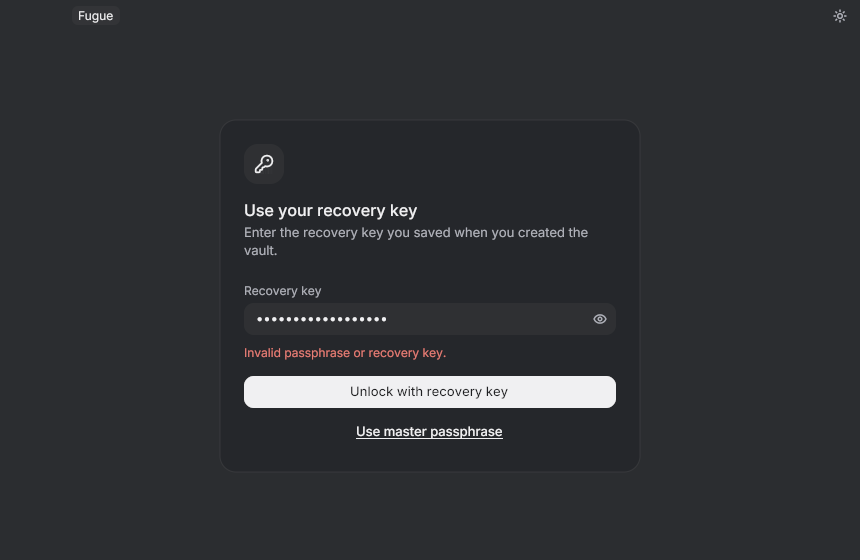 Fugue
Use your recovery key
Enter the recovery key you saved when you created the
vault.
Recovery key
••••••••••••••••••
Invalid passphrase or recovery key.
Unlock with recovery key
Use master passphrase